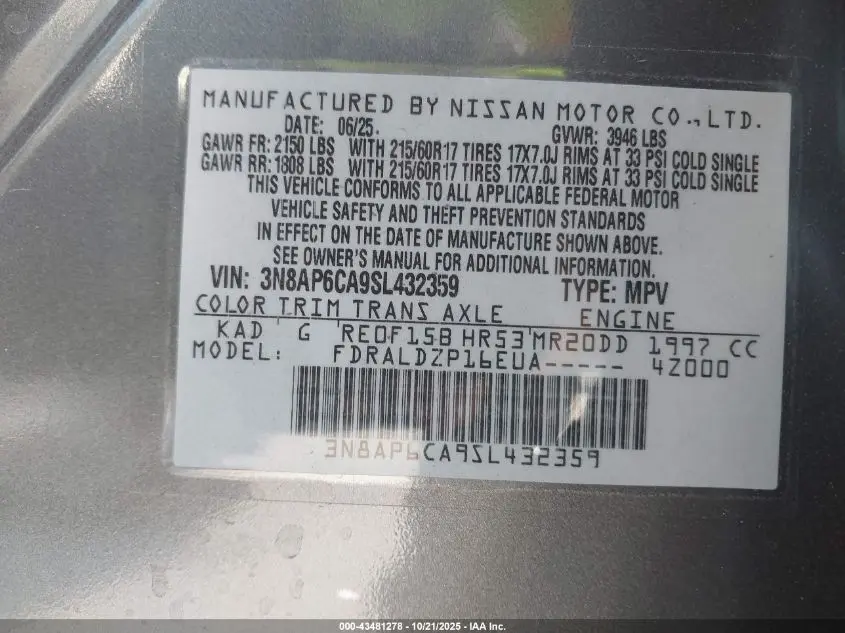 MANUFACTURED BY NISSAN MOTOR CO., LTD.
DATE: 06/25. GVWR: 3946 LBS
GAWR FR: 2150 LBS WITH 215/60R17 TIRES 17X7.0J RIMS AT 33 PSI COLD SINGLE
GAWR RR: 1808 LBS WITH 215/60R17 TIRES 17X7.0J RIMS AT 33 PSI COLD SINGLE
THIS VEHICLE CONFORMS TO ALL APPLICABLE FEDERAL MOTOR
VEHICLE SAFETY AND THEFT PREVENTION STANDARDS
IN EFFECT ON THE DATE OF MANUFACTURE SHOWN ABOVE.
SEE OWNER'S MANUAL FOR ADDITIONAL INFORMATION.
VIN: 3N8AP6CA9SL432359 TYPE: MPV
COLOR TRIM TRANS AXLE ENGINE
KAD G RE0F15B HR53 MR20DD 1997 CC
MODEL: FDRALDZP16EUA----- 4Z000
3N8AP6CA9SL432359
000-43481278 - 10/21/2025 - IAA Inc.